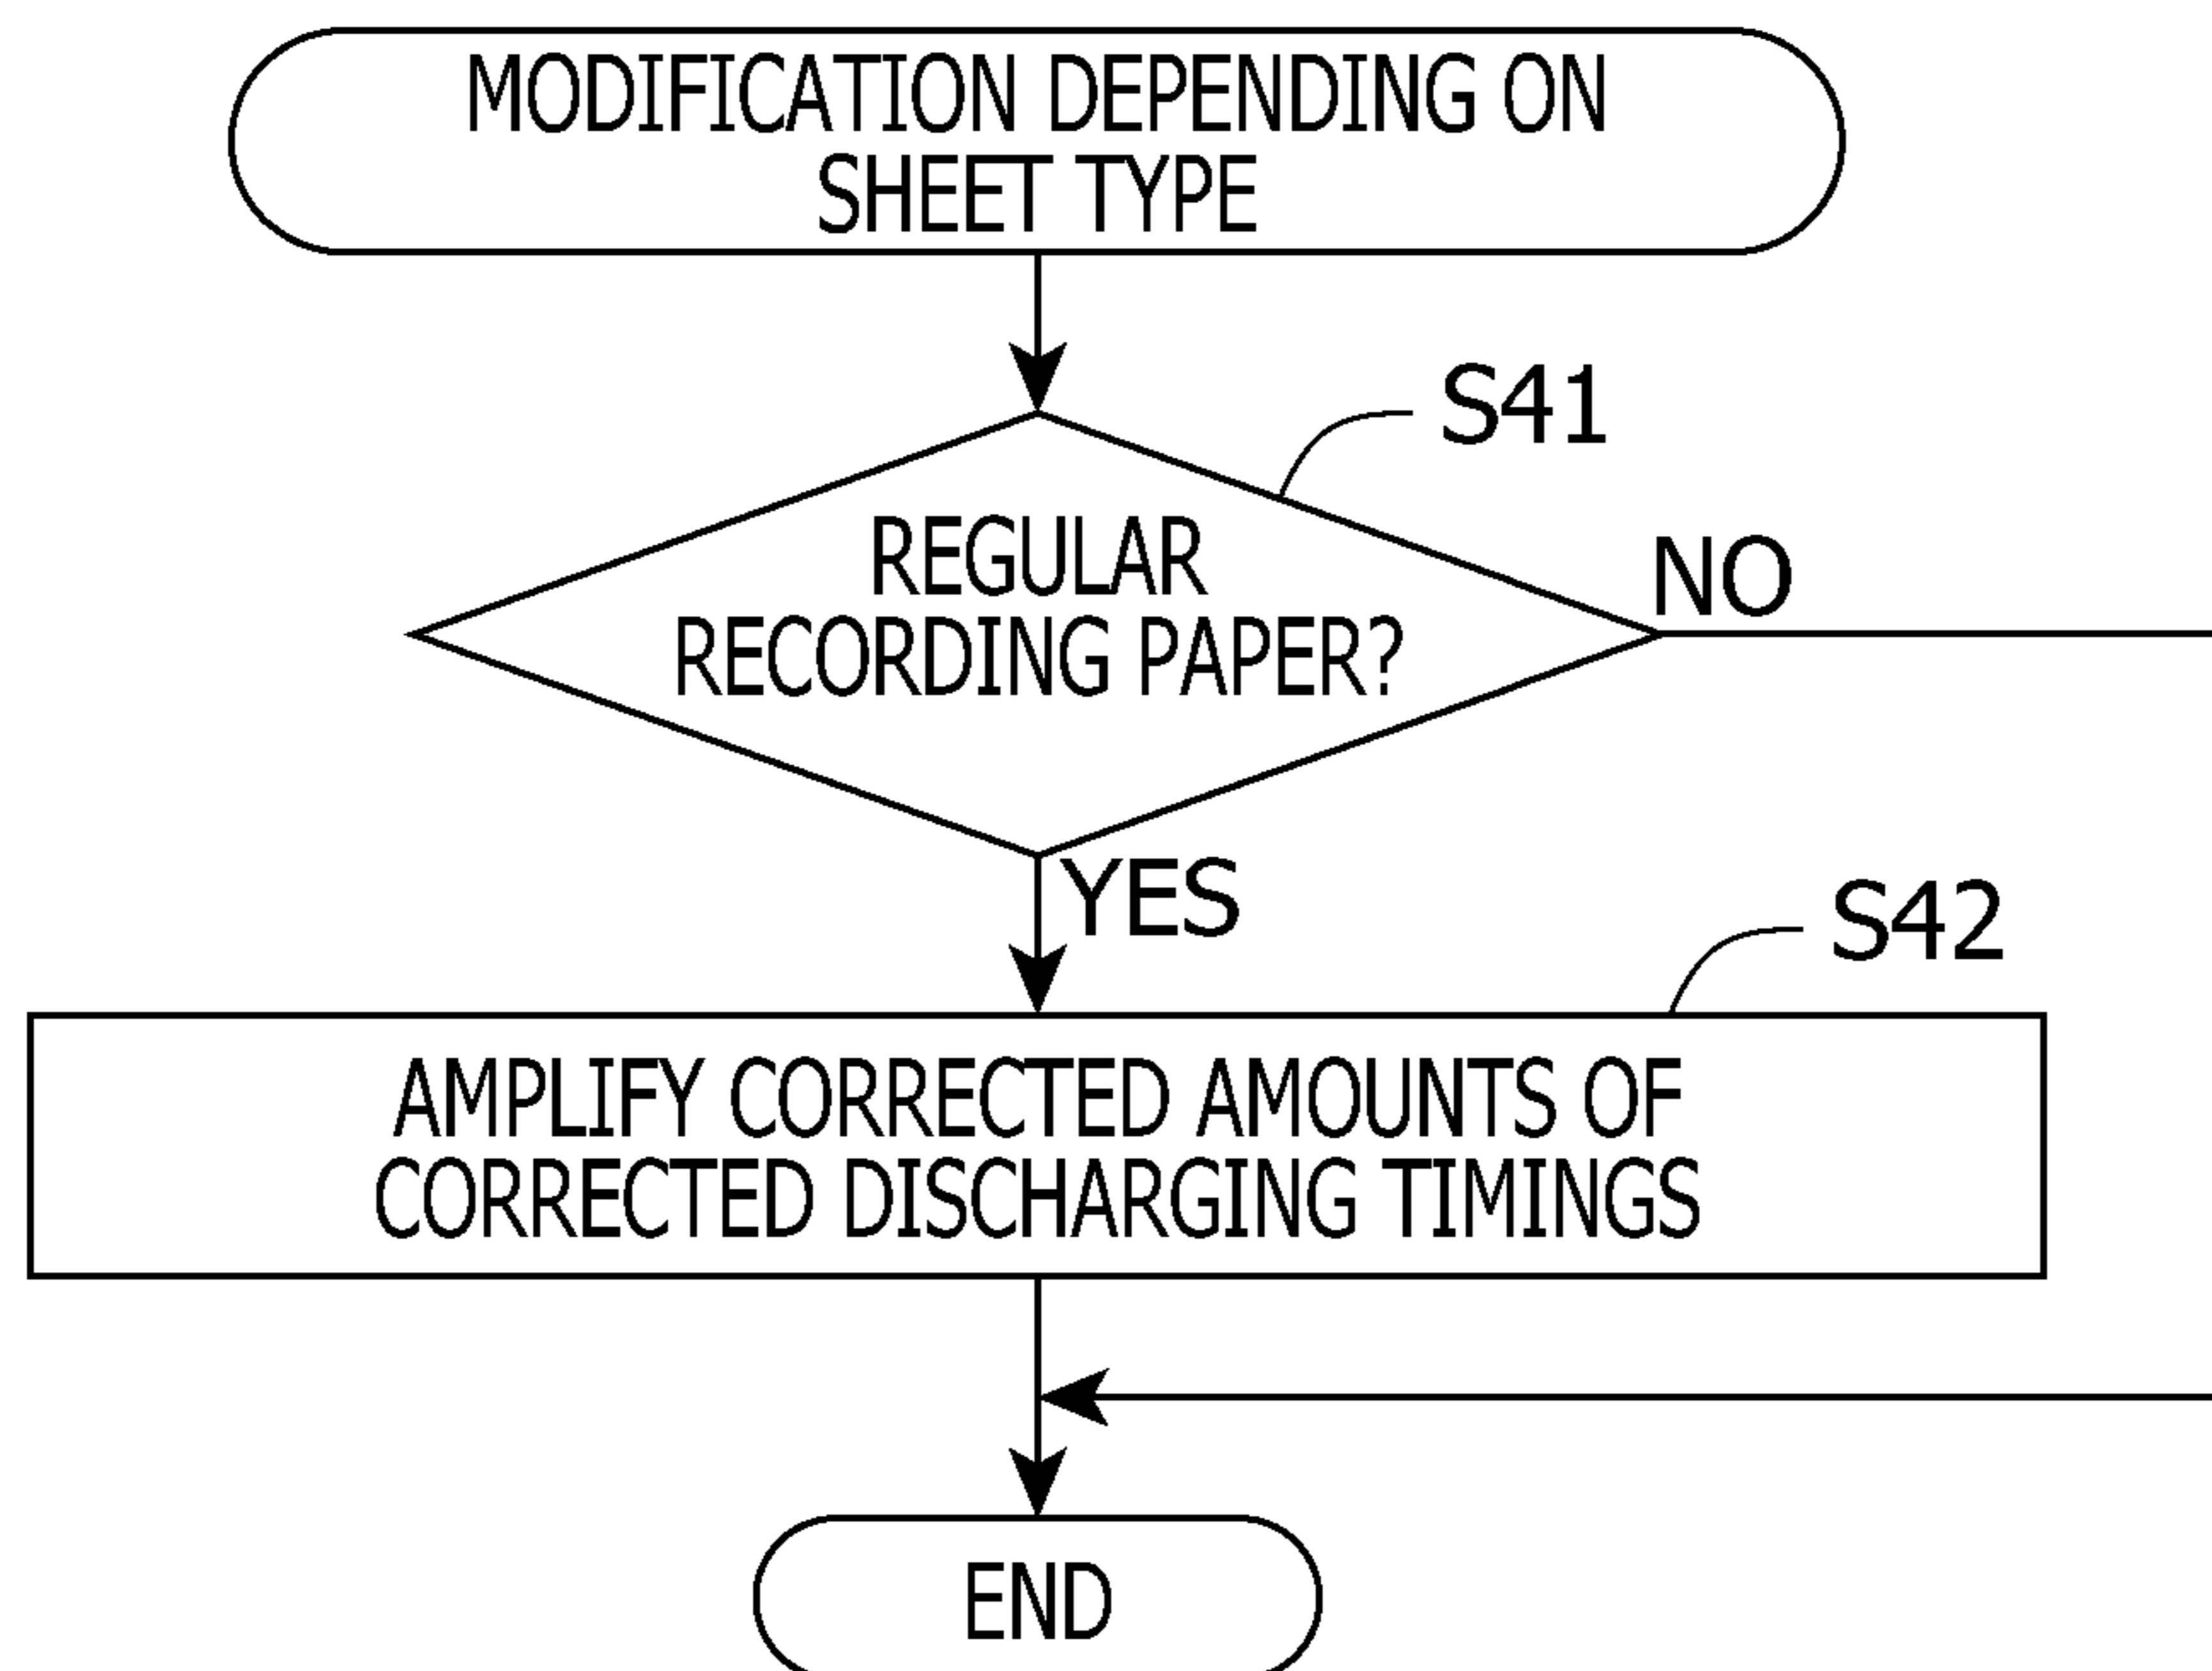 MODIFICATION DEPENDING ON
SHEET TYPE
S41
REGULAR
RECORDING PAPER?
NO
YES
S42
AMPLIFY CORRECTED AMOUNTS OF
CORRECTED DISCHARGING TIMINGS
END